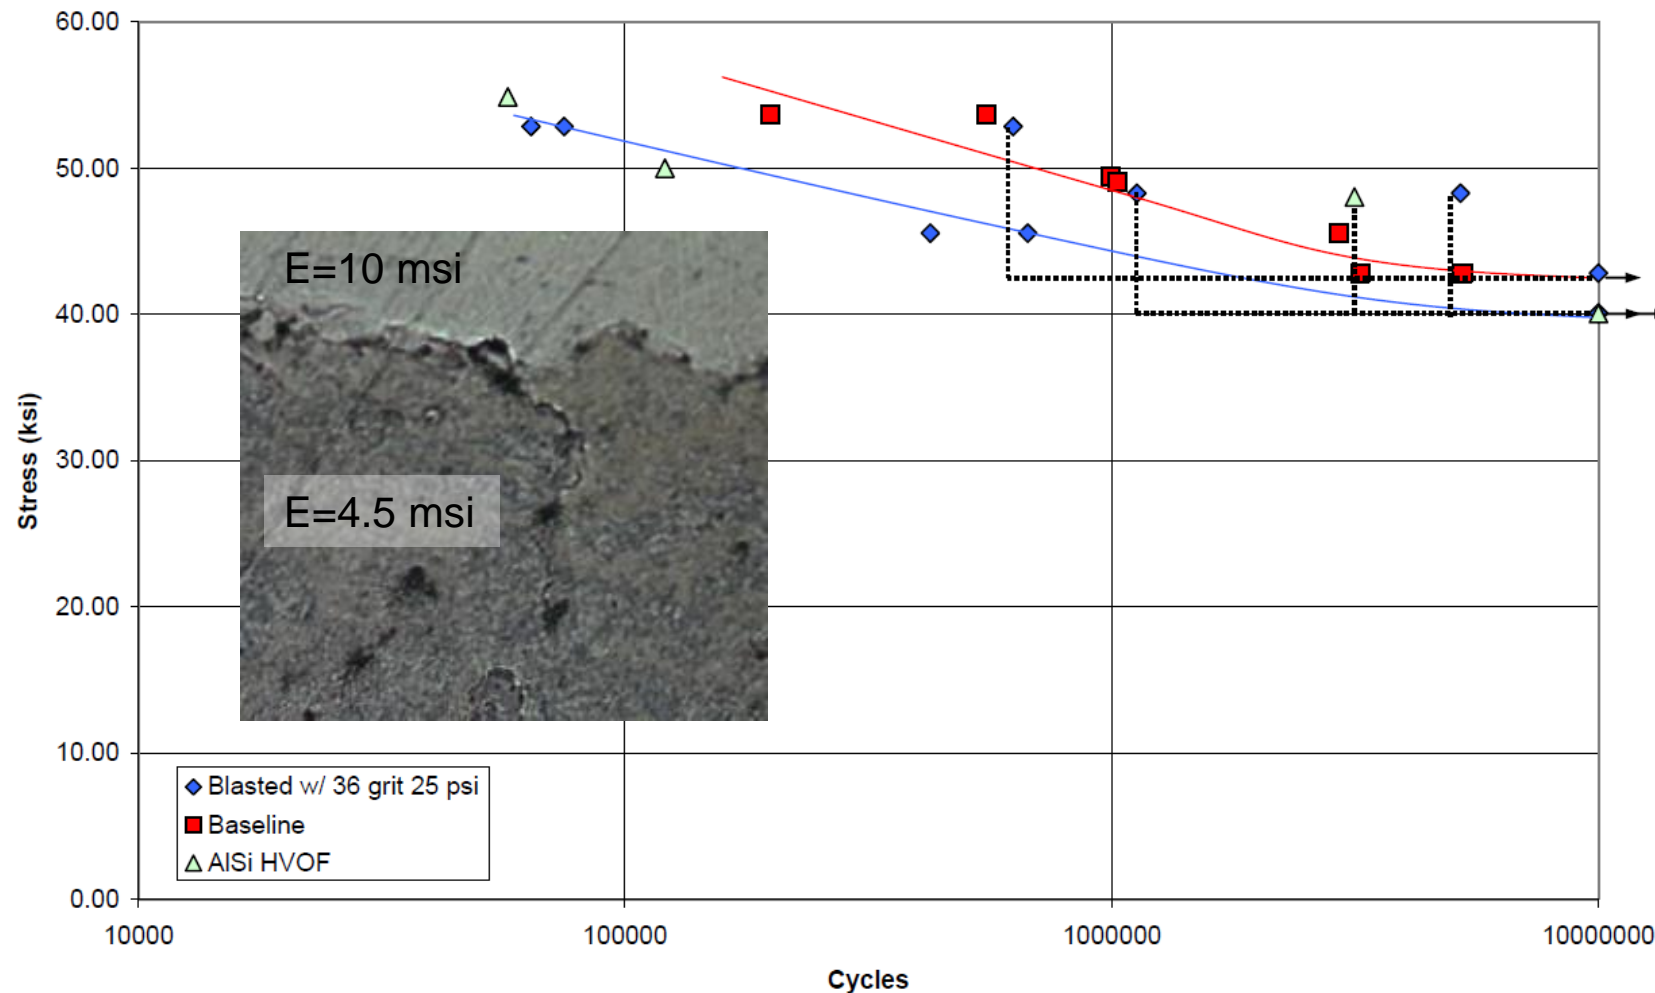 60.00
50.00
40.00
30.00
20.00
10.00
0.00
Stress (ksi)
E=10 msi
E=4.5 msi
Blasted w/ 36 grit 25 psi
Baseline
AlSi HVOF
10000
100000
1000000
10000000
Cycles